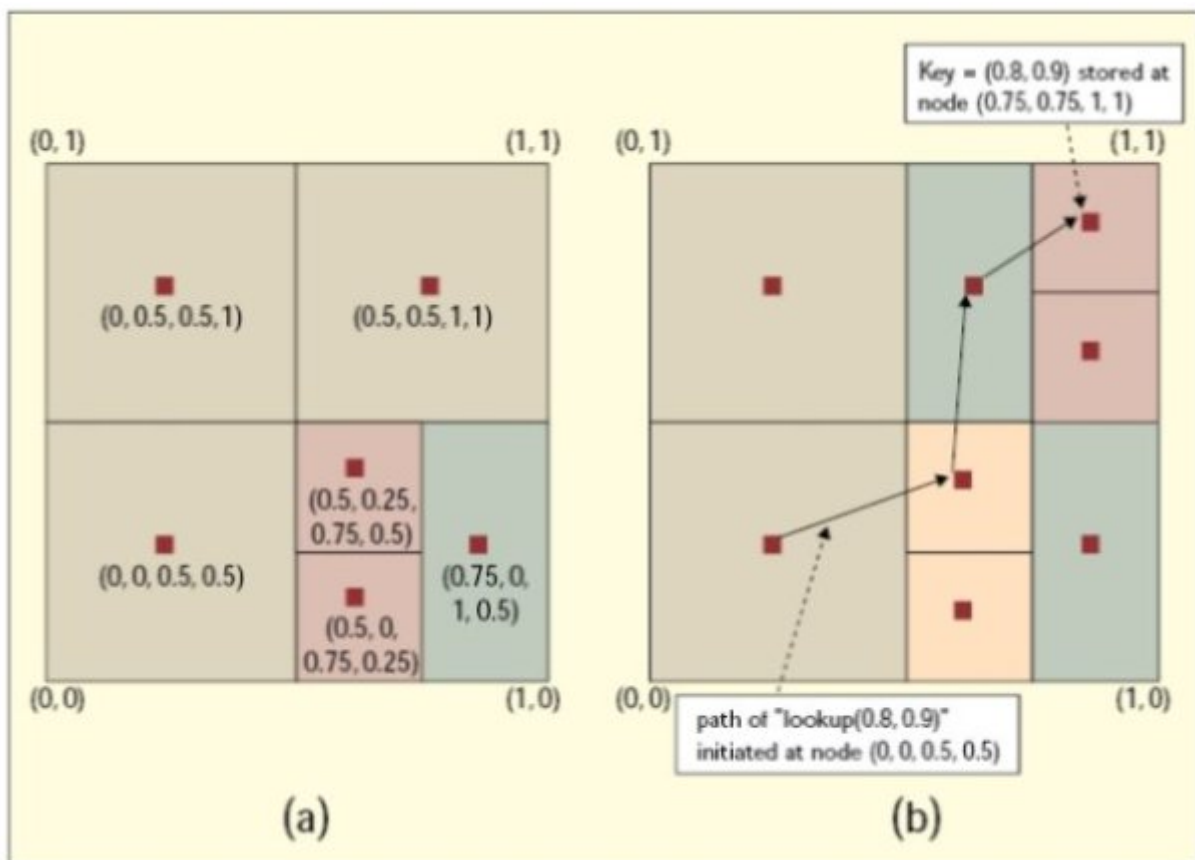 Key = (0.8, 0.9) stored at
node (0.75, 0.75, 1, 1)
(0, 1)
(1, 1)
(0, 1)
(1, 1)
(0, 0.5, 0.5, 1)
(0.5, 0.5, 1, 1)
(0.5, 0.25,
0.75, 0.5)
(0, 0, 0.5, 0.5)
(0.75, 0,
1, 0.5)
(0.5, 0,
0.75, 0.25)
(0, 0)
(1, 0)
(0, 0)
(1, 0)
path of "lookup(0.8, 0.9)"
initiated at node (0, 0, 0.5, 0.5)
(a)
(b)